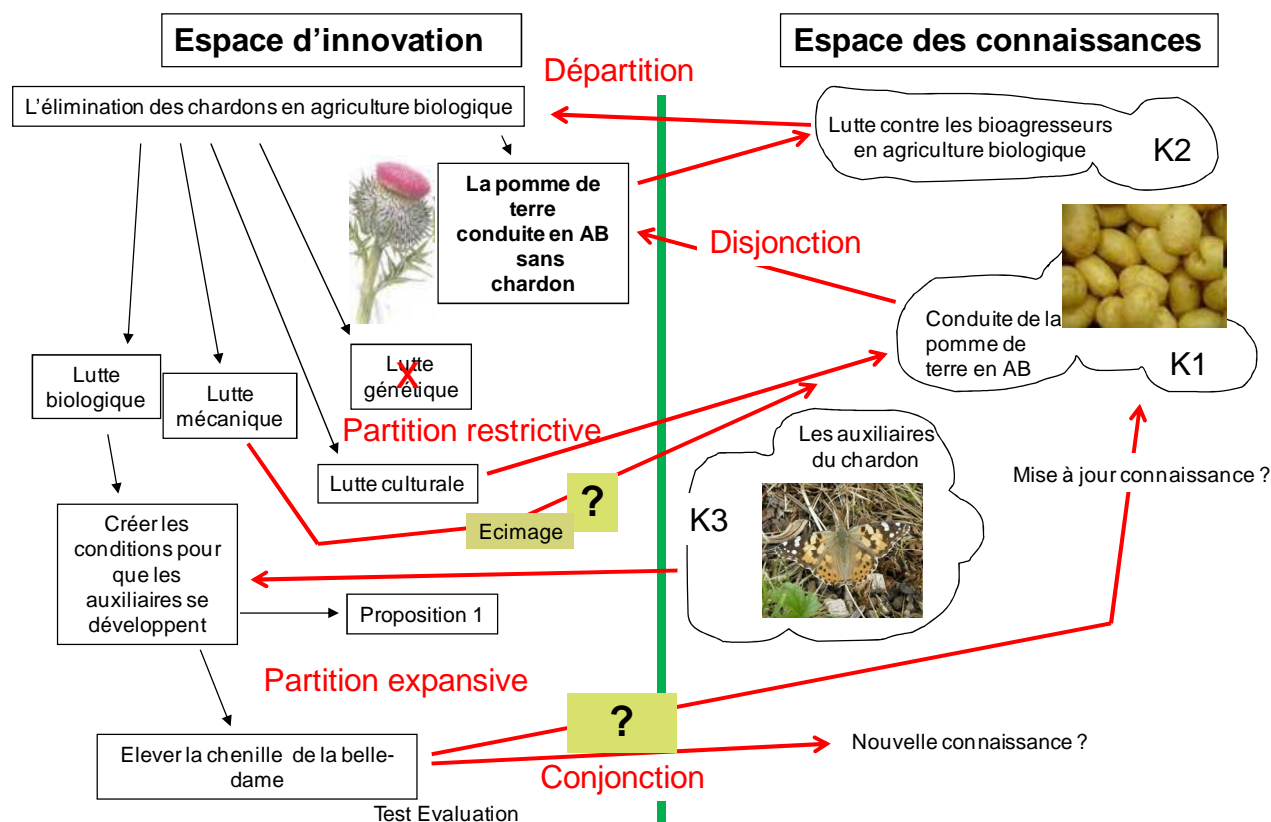 Espace d’innovation
Espace des connaissances
Départition
L’élimination des chardons en agriculture biologique
Lutte contre les bioagresseurs
en agriculture biologique
K2
La pomme de
terre
conduite en AB
sans
chardon
Disjonction
Conduite de la
pomme de
terre en AB
K1
Lutte
biologique
Lutte
mécanique
Lutte
génétique
X
Partition restrictive
Lutte culturale
?
Ecimage
Les auxiliaires
du chardon
K3
Mise à jour connaissance ?
Créer les
conditions pour
que les
auxiliaires se
développent
Proposition 1
Partition expansive
?
Elever la chenille de la belle-
dame
Nouvelle connaissance ?
Conjonction
Test Evaluation